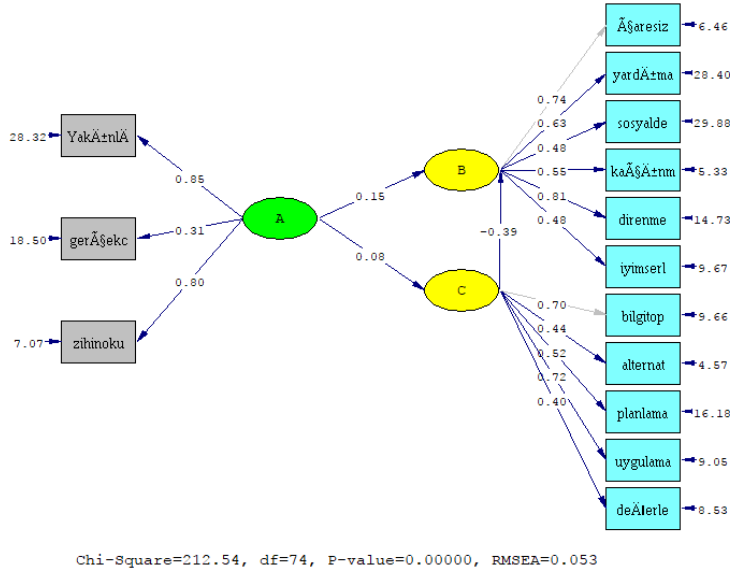 Ã§aresiz
6.46
yardÄ±ma
28.40
YakÄ±nlÄ
28.32
0.74
0.63
sosyalde
29.88
0.48
B
0.55
kaÃ§Ä±nm
5.33
0.85
0.15
0.81
direnme
14.73
gerÃ§ekc
18.50
0.31
A
0.48
-0.39
0.08
iyimserl
9.67
0.80
C
0.70
bilgitop
9.66
0.44
zihinoku
7.07
0.52
alternat
4.57
0.72
0.40
planlama
16.18
uygulama
9.05
deÄŸerle
8.53
Chi-Square=212.54, df=74, P-value=0.00000, RMSEA=0.053